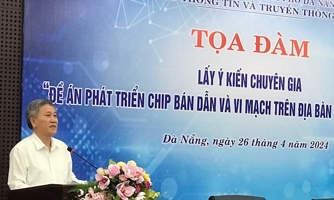 THÔNG TIN VÀ TRUYỀN THÔNG
TỌA ĐÀM
LẤY Ý KIẾN CHUYÊN GIA
“ĐỀ ÁN PHÁT TRIỂN CHIP BÁN DẪN VÀ VI MẠCH TRÊN ĐỊA BÀN
Đà Nẵng, ngày 26 tháng 4 năm 2024